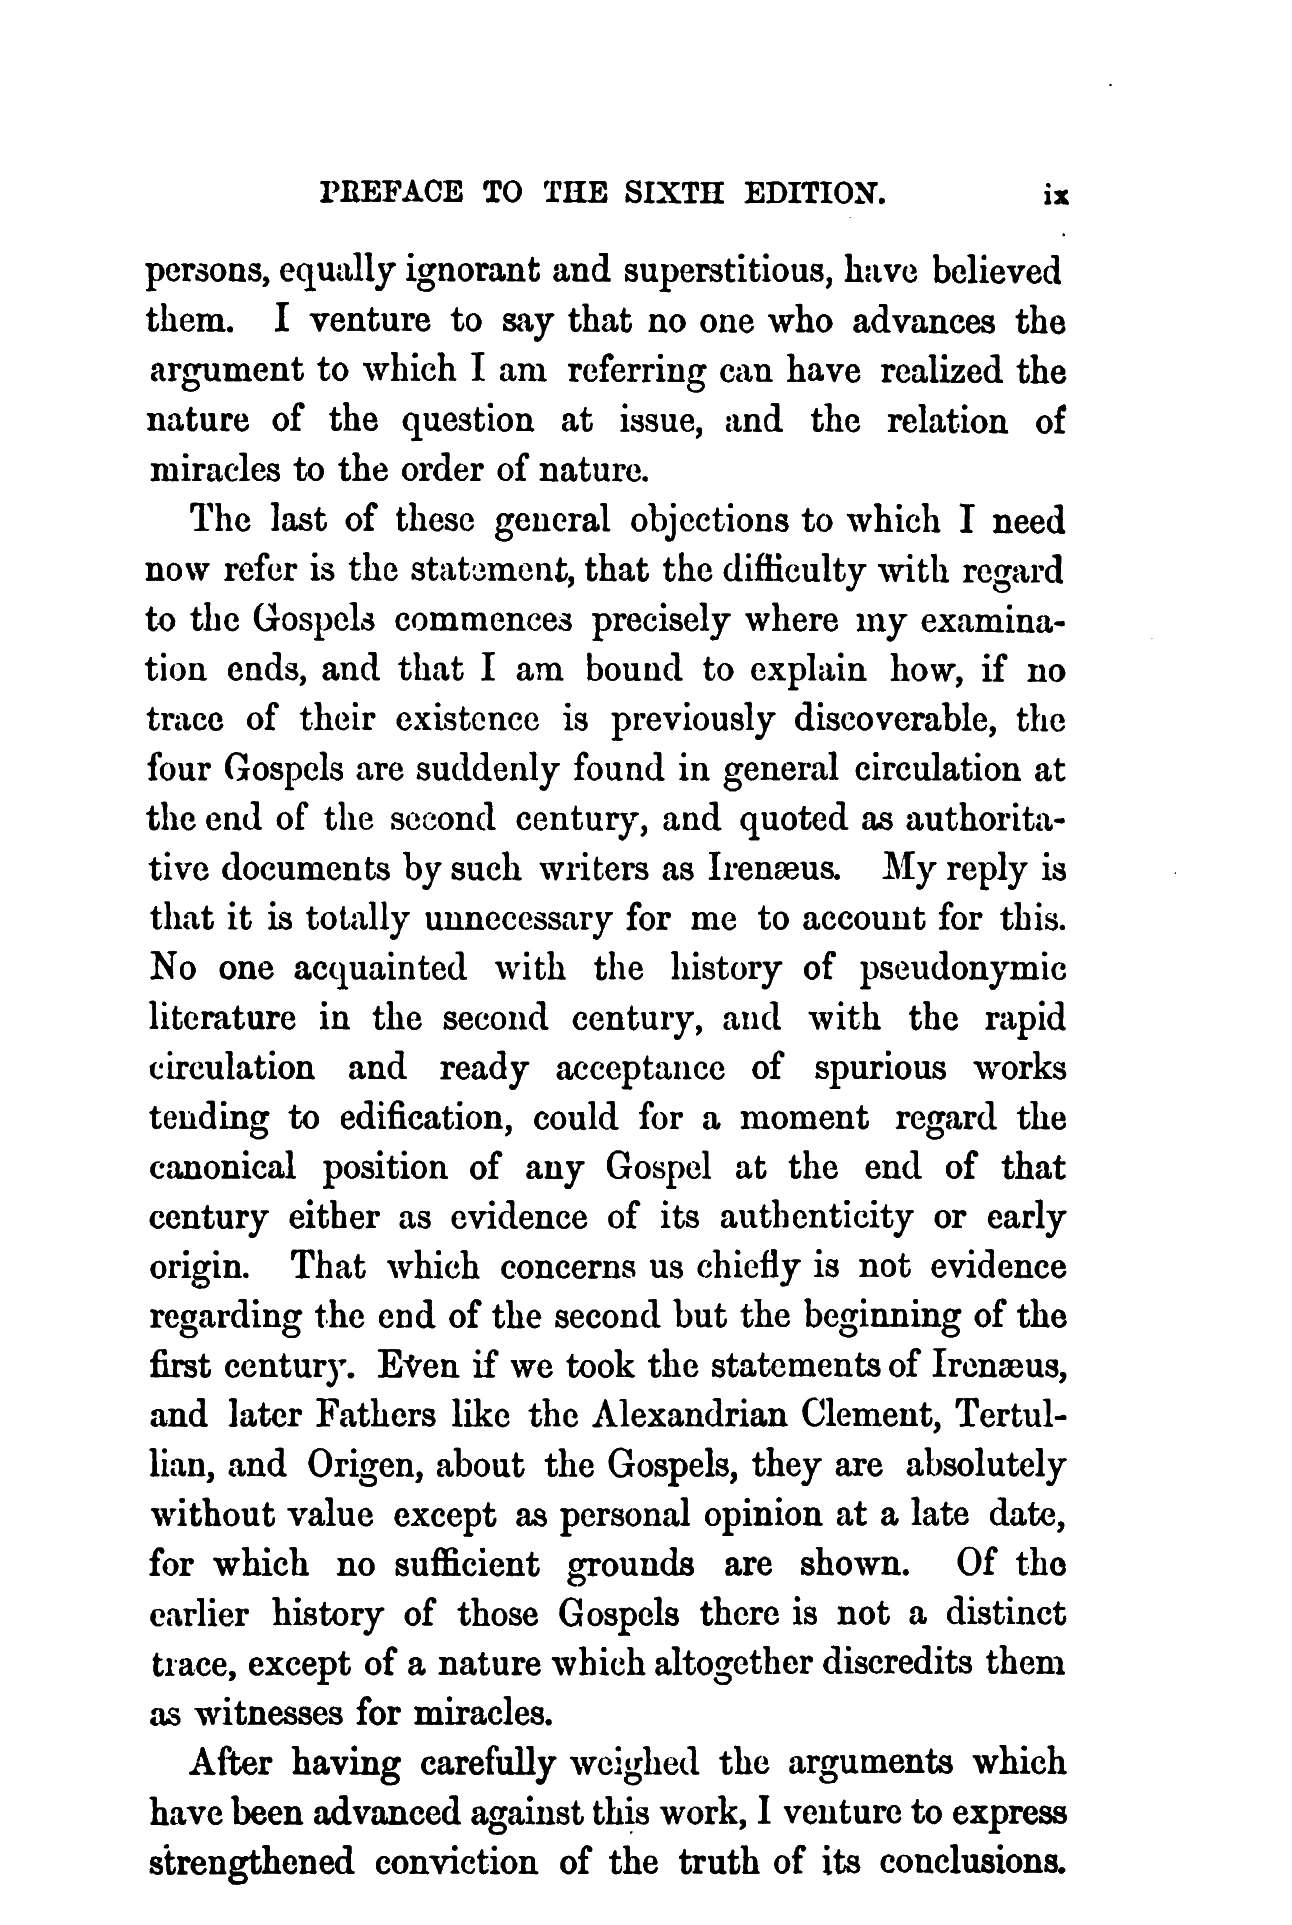 PREFACE TO THE SIXTH EDITION. ix
persons, equally ignorant and superstitious, have believed
them. I venture to say that no one who advances the
argument to which I am referring can have realized the
nature of the question at issue, and the relation of
miracles to the order of nature.
The last of these general objections to which I need
now refer is the statement, that the difficulty with regard
to the Gospels commences precisely where my examina-
tion ends, and that I am bound to explain how, if no
trace of their existence is previously discoverable, the
four Gospels are suddenly found in general circulation at
the end of the second century, and quoted as authorita-
tive documents by such writers as Irenæus. My reply is
that it is totally unnecessary for me to account for this.
No one acquainted with the history of pseudonymic
literature in the second century, and with the rapid
circulation and ready acceptance of spurious works
tending to edification, could for a moment regard the
canonical position of any Gospel at the end of that
century either as evidence of its authenticity or early
origin. That which concerns us chiefly is not evidence
regarding the end of the second but the beginning of the
first century. Even if we took the statements of Irenæus,
and later Fathers like the Alexandrian Clement, Tertul-
lian, and Origen, about the Gospels, they are absolutely
without value except as personal opinion at a late date,
for which no sufficient grounds are shown. Of the
earlier history of those Gospels there is not a distinct
trace, except of a nature which altogether discredits them
as witnesses for miracles.
After having carefully weighed the arguments which
have been advanced against this work, I venture to express
strengthened conviction of the truth of its conclusions.